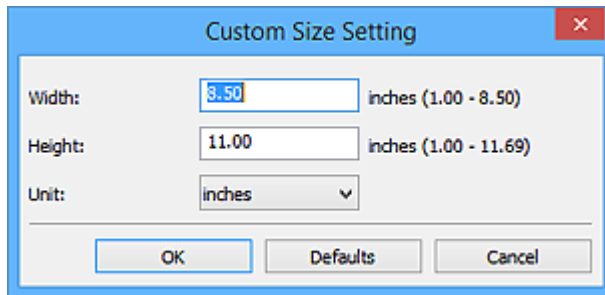 Custom Size Setting
Width: 8.50 inches (1.00 - 8.50)
Height: 11.00 inches (1.00 - 11.69)
Unit: inches
OK Defaults Cancel